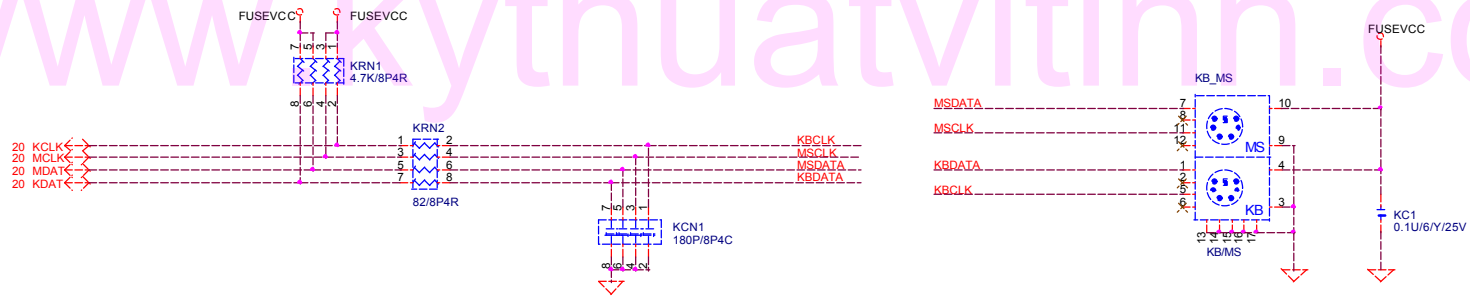 www.kythuatvitinh.co
FUSEVCC
FUSEVCC
7
5
3
1
KRN1
4.7K/8P4R
8
6
4
2
20 KCLK
20 MCLK
20 MDAT
20 KDAT
KRN2
1 2
3 4
5 6
7 8
82/8P4R
KBCLK
MSCLK
MSDATA
KBDATA
7
5
3
1
KCN1
180P/8P4C
8
6
4
2
FUSEVCC
KB_MS
MSDATA 7 10
8
MSCLK 11
12 MS 9
KBDATA 1 4
2
KBCLK 5
6 KB 3
13
14
15
16
17
KB/MS
KC1
0.1U/6/Y/25V